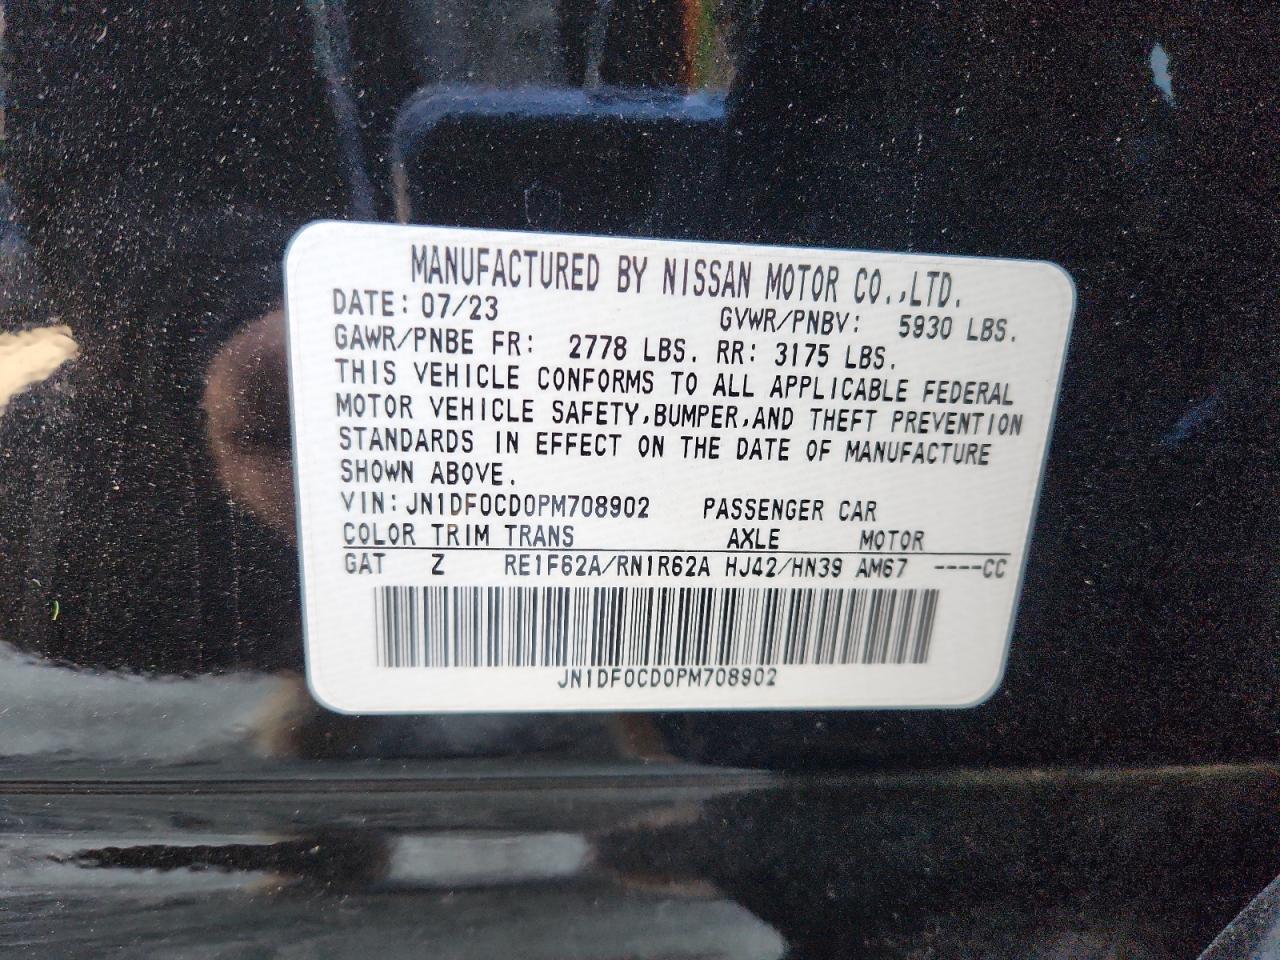 MANUFACTURED BY NISSAN MOTOR CO.,LTD.
DATE: 07/23 GVWR/PNBV: 5930 LBS.
GAWR/PNBE FR: 2778 LBS. RR: 3175 LBS.
THIS VEHICLE CONFORMS TO ALL APPLICABLE FEDERAL
MOTOR VEHICLE SAFETY,BUMPER,AND THEFT PREVENTION
STANDARDS IN EFFECT ON THE DATE OF MANUFACTURE
SHOWN ABOVE.
VIN:JN1DF0CD0PM708902 PASSENGER CAR
COLOR TRIM TRANS AXLE MOTOR
GAT Z RE1F62A/RN1R62A HJ42/HN39 AM67 ----CC
JN1DF0CD0PM708902